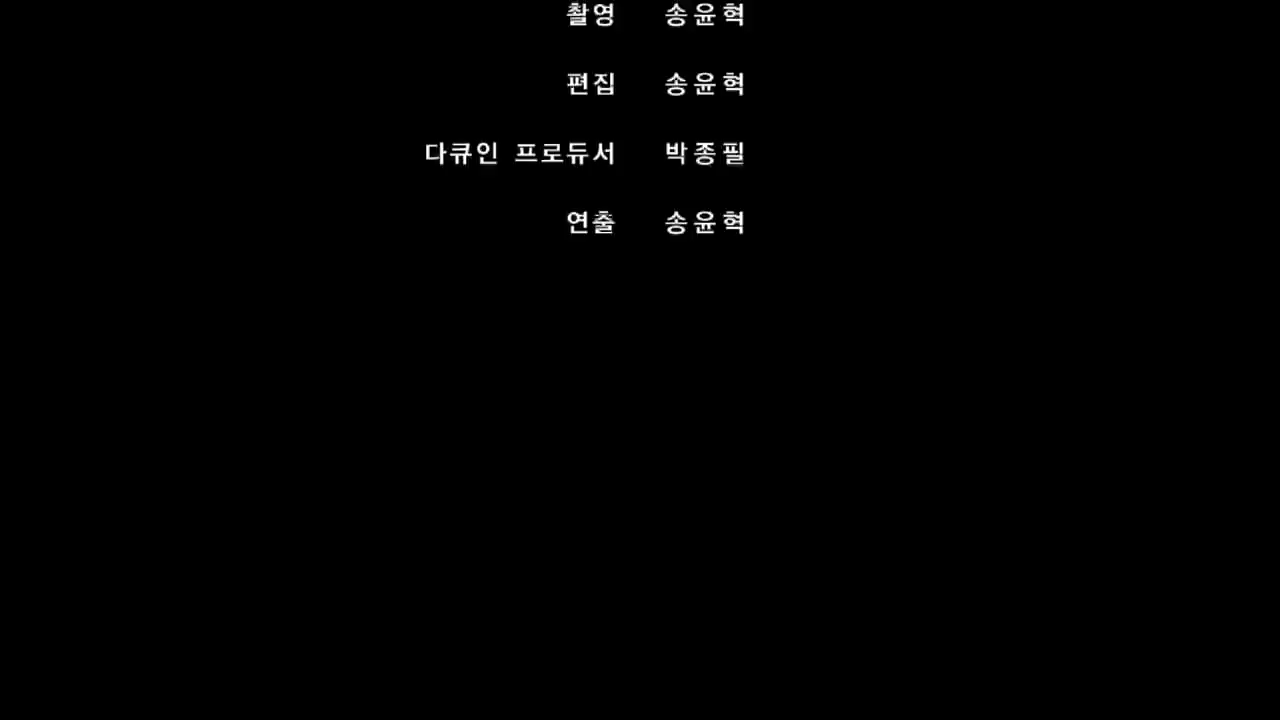 촬영 송윤혁
편집 송윤혁
다큐인 프로듀서 박종필
연출 송윤혁